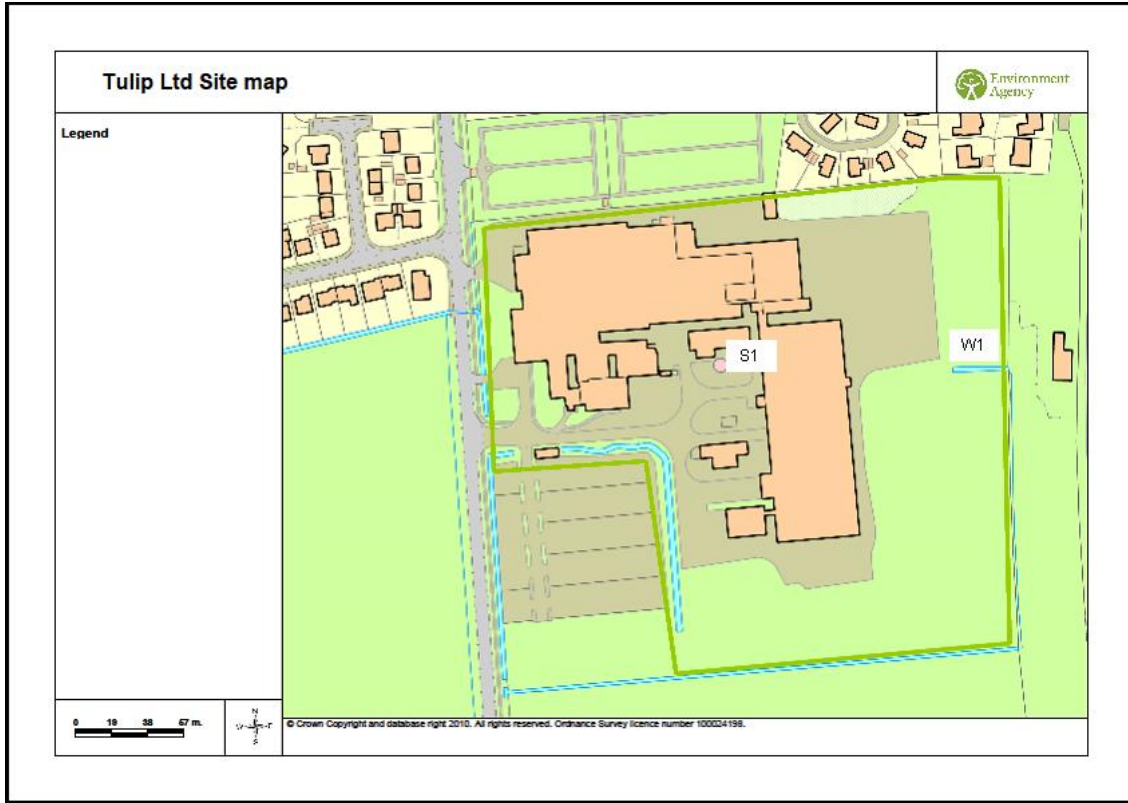 Tulip Ltd Site map
Environment
Agency
Legend
W1
S1
0 19 38 57 m.
N
W E
S
© Crown Copyright and database right 2010. All rights reserved. Ordnance Survey licence number 100024198.